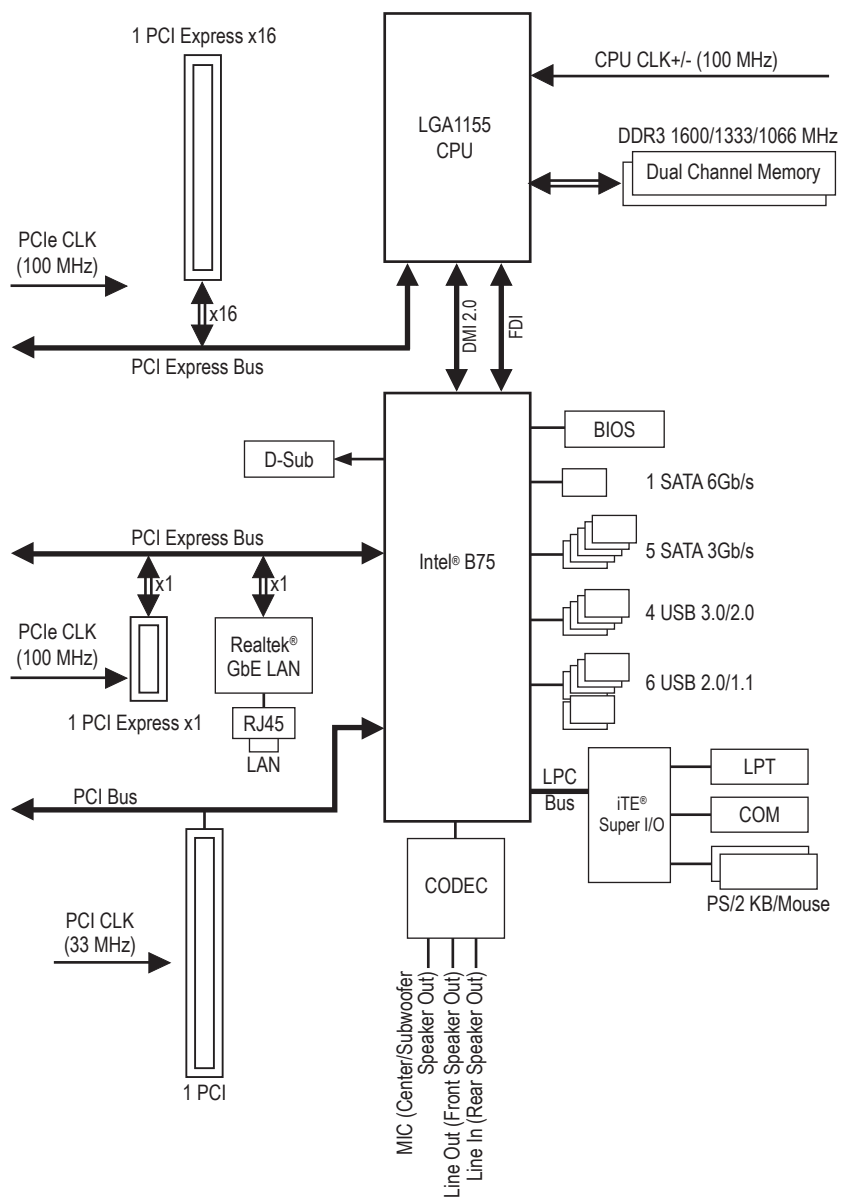 1 PCI Express x16
CPU CLK+/- (100 MHz)
LGA1155
CPU
DDR3 1600/1333/1066 MHz
Dual Channel Memory
PCIe CLK
(100 MHz)
x16
DMI 2.0
FDI
PCI Express Bus
BIOS
D-Sub
1 SATA 6Gb/s
PCI Express Bus
Intel® B75
5 SATA 3Gb/s
x1
x1
4 USB 3.0/2.0
PCIe CLK
(100 MHz)
Realtek®
GbE LAN
6 USB 2.0/1.1
1 PCI Express x1
RJ45
LAN
LPC
Bus
iTE®
Super I/O
LPT
COM
PS/2 KB/Mouse
PCI Bus
CODEC
PCI CLK
(33 MHz)
1 PCI
MIC (Center/Subwoofer
Speaker Out)
Line Out (Front Speaker Out)
Line In (Rear Speaker Out)